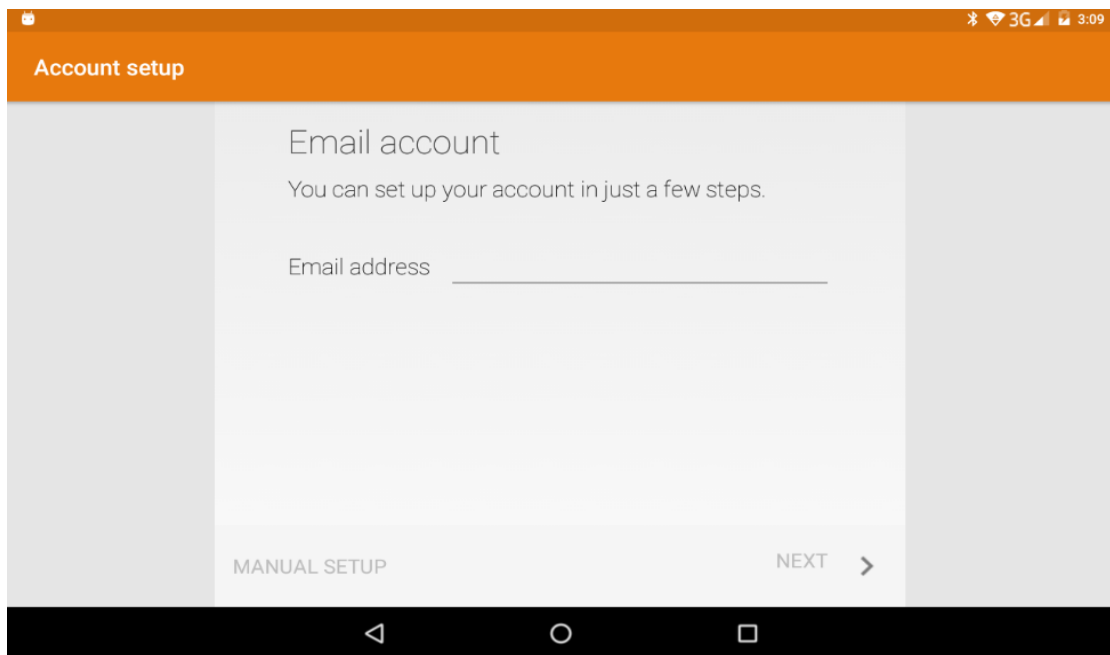 3G 3:09
Account setup
Email account
You can set up your account in just a few steps.
Email address
MANUAL SETUP
NEXT